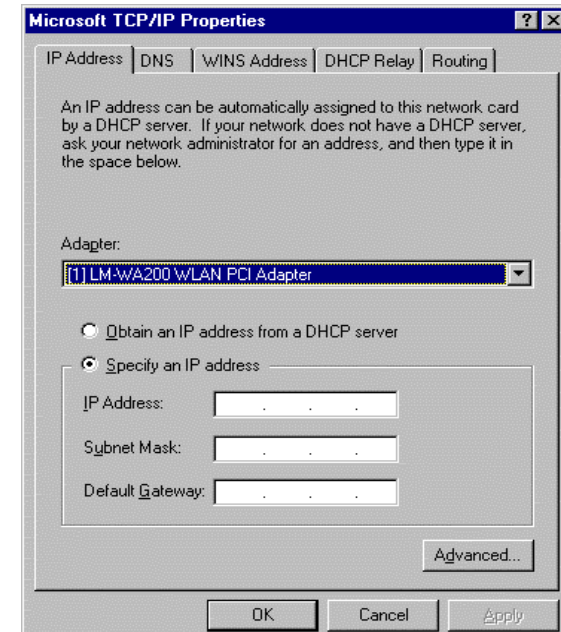 Microsoft TCP/IP Properties
IP Address DNS WINS Address DHCP Relay Routing
An IP address can be automatically assigned to this network card
by a DHCP server. If your network does not have a DHCP server,
ask your network administrator for an address, and then type it in
the space below.
Adapter:
[1] LM-WA200 WLAN PCI Adapter
Obtain an IP address from a DHCP server
Specify an IP address
IP Address: . . .
Subnet Mask: . . .
Default Gateway: . . .
Advanced...
OK Cancel Apply